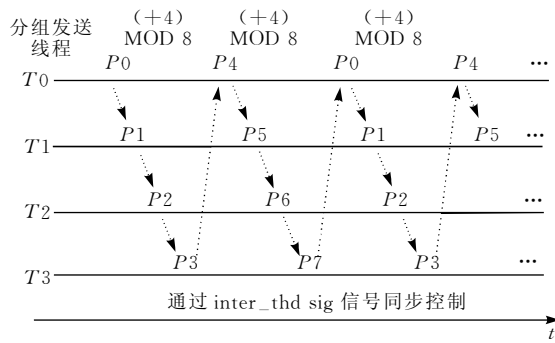 (+4) (+4) (+4)
分组发送 MOD 8 MOD 8 MOD 8
线程
P0 P4 P0 P4 ...
T0
P1 P5 P1 P5 ...
T1
P2 P6 P2 ...
T2
P3 P7 P3 ...
T3
通过 inter_thd sig 信号同步控制
t